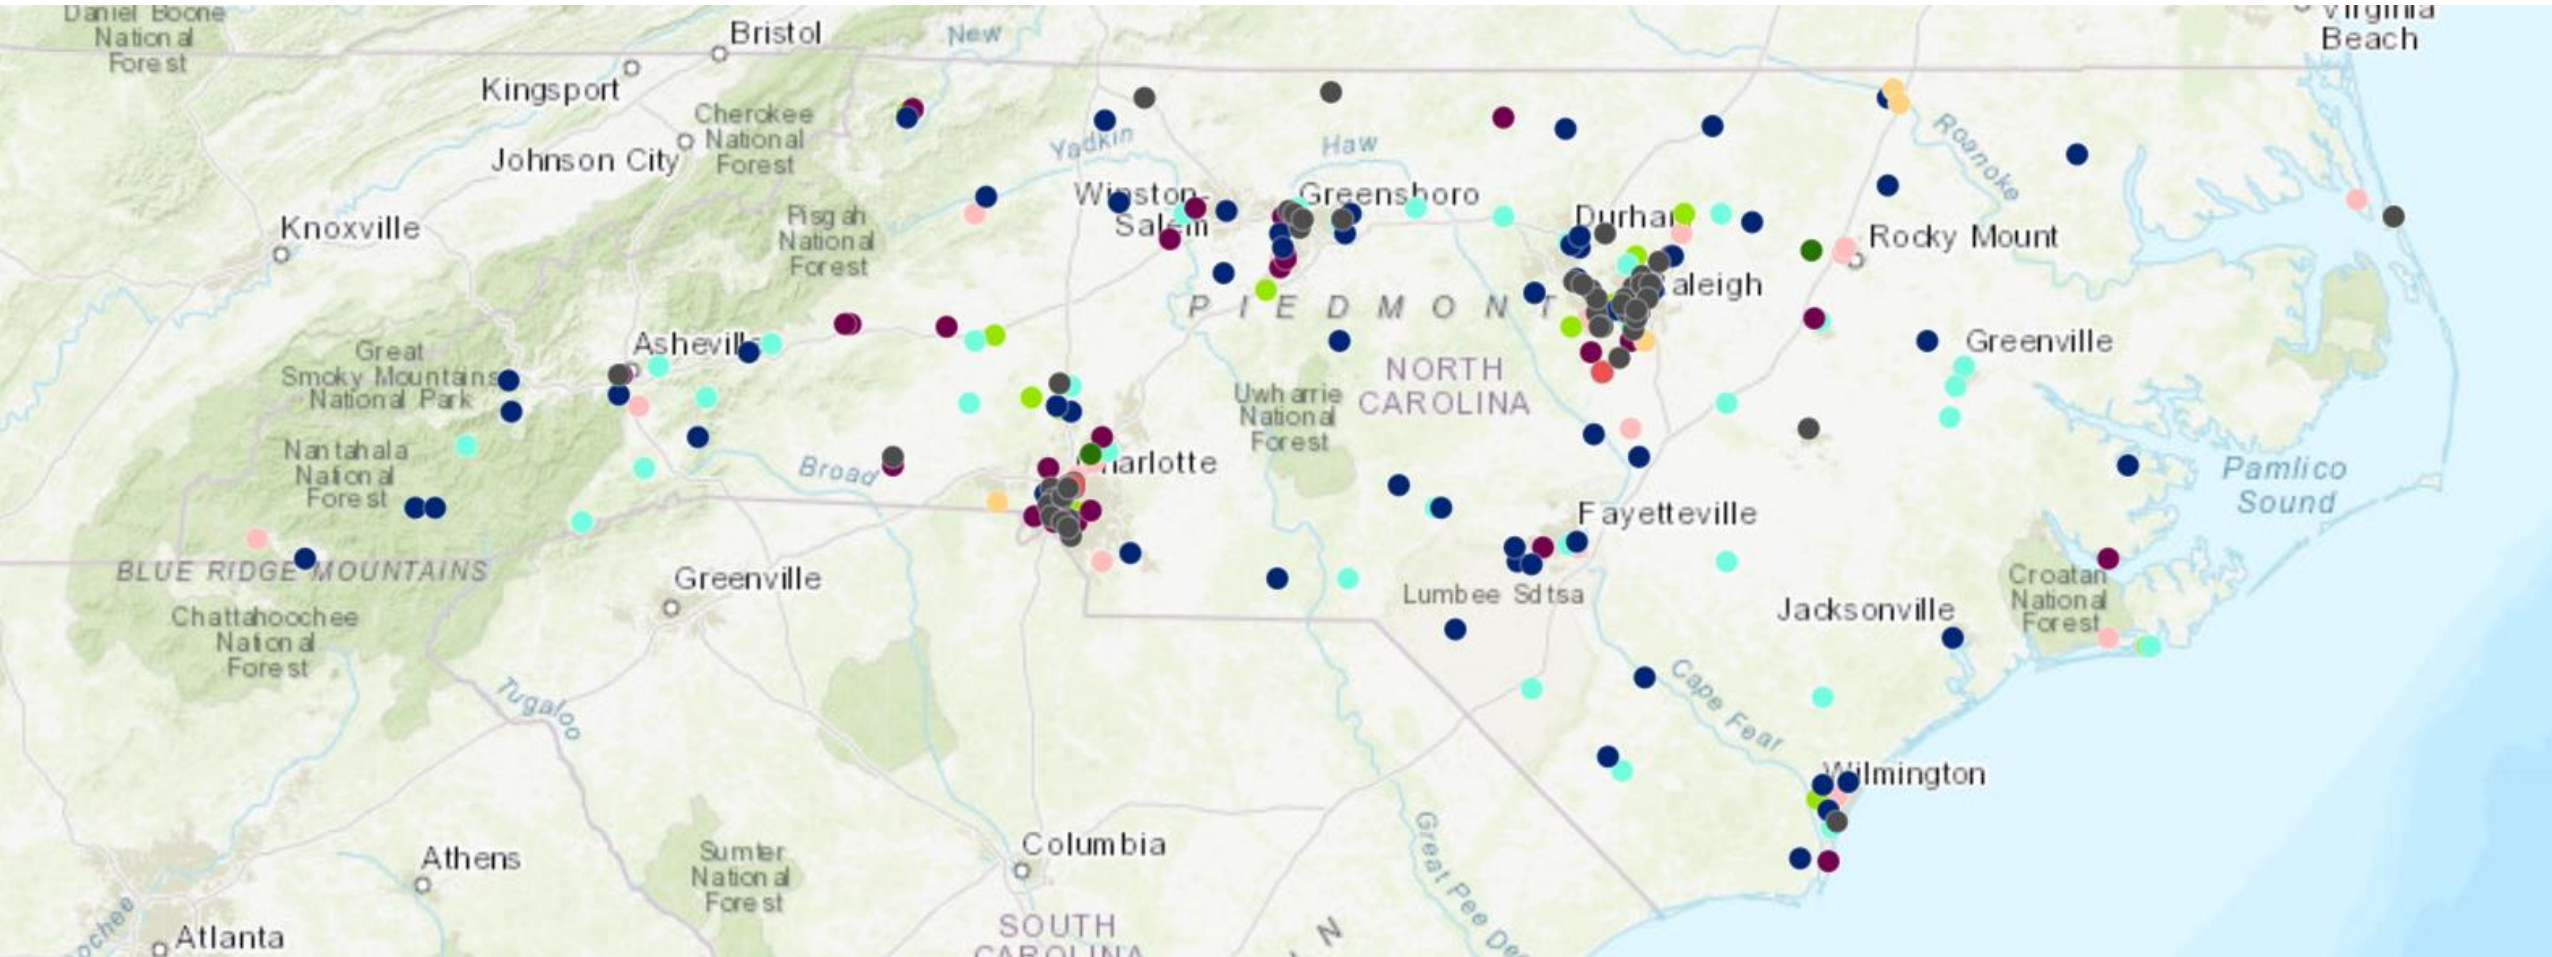 Daniel Boone
National
Forest
Bristol
New
Virginia
Beach
Kingsport
Cherokee
National
Forest
Johnson City
Yadkin
Haw
Roanoke
Winston-
Salem
Greensboro
Pisgah
National
Forest
Knoxville
Durham
Rocky Mount
Raleigh
PIEDMONT
Asheville
Great
Smoky Mountains
National Park
Greenville
NORTH
CAROLINA
Uwharrie
National
Forest
Nantahala
National
Forest
Broad
Charlotte
Pamlico
Sound
Fayetteville
BLUE RIDGE MOUNTAINS
Greenville
Lumbee Sdtsa
Croatan
National
Forest
Jacksonville
Chattahoochee
National
Forest
Tugaloo
Cape Fear
Wilmington
Columbia
Athens
Sumter
National
Forest
Great Pee Dee
SOUTH
CAROLINA
Atlanta
ochee
N